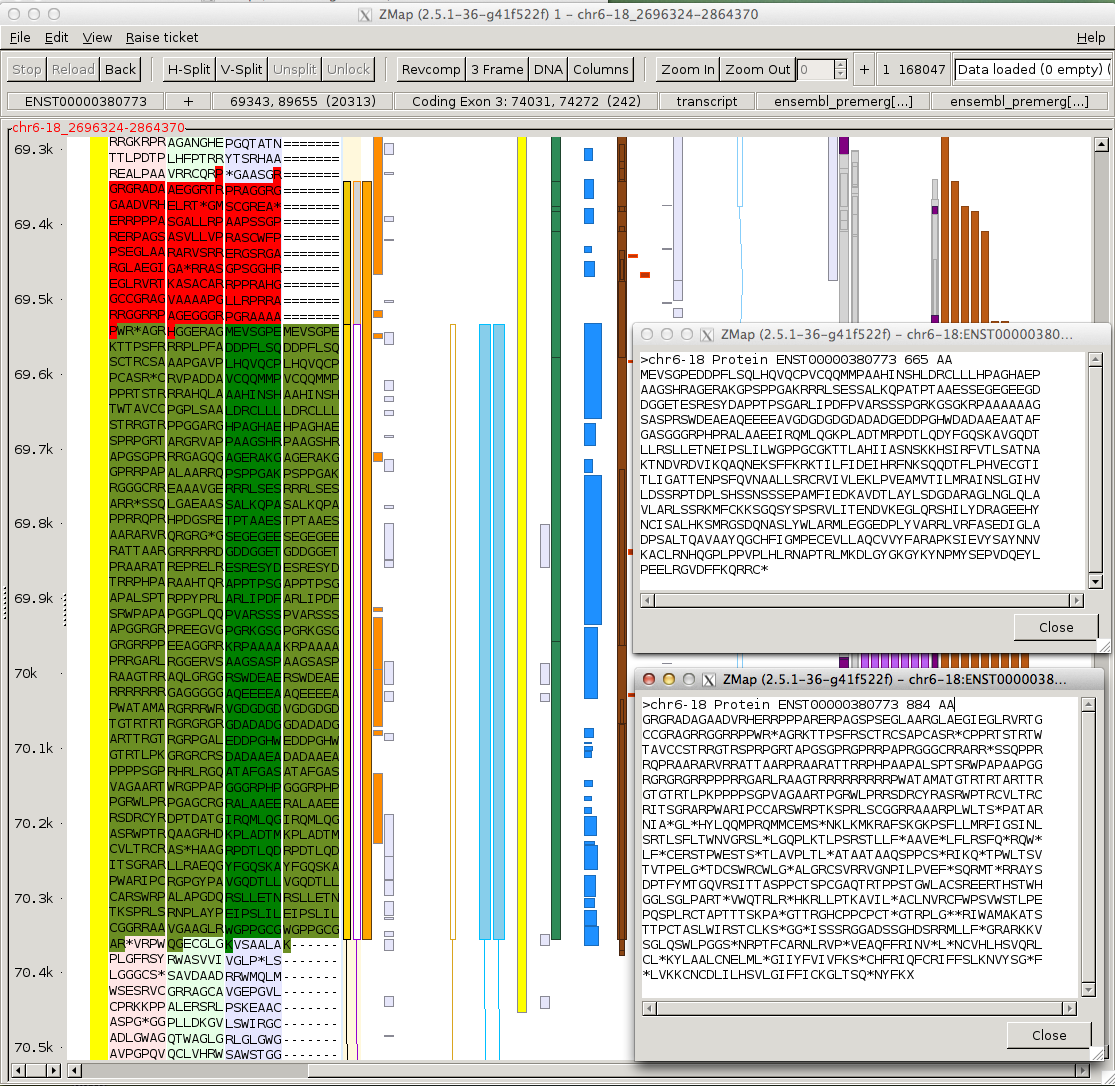 ZMap (2.5.1-36-g41f522f) 1 – chr6-18_2696324-2864370
File Edit View Raise ticket Help
Stop Reload Back H-Split V-Split Unsplit Unlock Revcomp 3 Frame DNA Columns Zoom In Zoom Out 0 + 1 168047 Data loaded (0 empty) (
ENST00000380773 + 69343, 89655 (20313) Coding Exon 3: 74031, 74272 (242) transcript ensembl_premerg[...] ensembl_premerg[...]
chr6-18_2696324-2864370
69.3k
69.4k
69.5k
69.6k
69.7k
69.8k
69.9k
70k
70.1k
70.2k
70.3k
70.4k
70.5k
RRGKRPR AGANGHE PGQTATN =======
TTLPDTP LHFPTRR YTSRHAA =======
REALPAA VRRCQRP *GAASGR =======
GRGRADA AEGGRTR PRAGGRG =======
GAADVRH ELRT*GM SCGREA* =======
ERRPPPA SGALLRP AAPSSGP =======
RERPAGS ASVLLVP RASCWFP =======
PSEGLAA RARVSRR ERGSRGA =======
RGLAEGI GA*RRAS GPSGGHR =======
EGLRVRT KASACAR RPPRAHG =======
GCCGRAG VAAAAPG LLRPRRA =======
RRGGRRP AGEGGGR PGRAAAA =======
PWR*AGR HGGERAG MEVSGPE MEVSGPE
KTTPSFR RRPLPFA DDPFLSQ DDPFLSQ
SCTRCSA AAPGAVP LHQVQCP LHQVQCP
PCASR*C RVPADDA VCQQMMP VCQQMMP
PPRTSTR RRAHQLA AAHINSH AAHINSH
TWTAVCC PGPLSAA LDRCLLL LDRCLLL
STRRGTR PPGGARG HPAGHAE HPAGHAE
SPRPGRT ARGRVAP PAAGSHR PAAGSHR
APGSGPR RRGAGQG AGERAKG AGERAKG
GPRRPAP ALAARRQ PSPPGAK PSPPGAK
RGGGCRR EAAAVGE RRRLSES RRRLSES
ARR*SSQ LGAEAAS SALKQPA SALKQPA
PPRRQPR HPDGSRE TPTAAES TPTAAES
AARARVR QRGRG*G SEGEGEE SEGEGEE
RATTAAR GRRRRRD GDDGGET GDDGGET
PRAARAT REPRELR ESRESYD ESRESYD
TRRPHPA RAAHTQR APPTPSG APPTPSG
APALSPT RPPYPRL ARLIPDF ARLIPDF
SRWPAPA PGGPLQQ PVARSSS PVARSSS
APGGRGR PREEGVG PGRKGSG PGRKGSG
GRGRRPP EEAGGRR KRPAAAA KRPAAAA
PRRGARL RGGERVS AAGSASP AAGSASP
RAAGTRR AQLGRGG RSWDEAE RSWDEAE
RRRRRRR GAGGGGG AQEEEEA AQEEEEA
PWATAMA RGRRWRR VGDGDGD VGDGDGD
TGTRTRT RGRGRGR GDADADG GDADADG
ARTTRGT RGRPGAL EDDPGHW EDDPGHW
GTRTLPK GRGRCRS DADAAEA DADAAEA
PPPPSGP RHRLRGQ ATAFGAS ATAFGAS
VAGAART WRGPPAP GGGRPHP GGGRPHP
PGRWLPR PGAGCRG RALAAEE RALAAEE
RSDRCYR DPTDATG IRQMLQG IRQMLQG
ASRWPTR QAAGRHD KPLADTM KPLADTM
CVLTRCR AS*HAAG RPDTLQD RPDTLQD
ITSGRAR LLRAEQG YFGQSKA YFGQSKA
PWARIPC RGPGYPA VGQDTLL VGQDTLL
CARSWRP ALAPGDQ RSLLETN RSLLETN
TKSPRLS RNPLAYP EIPSLIL EIPSLIL
CGGRRAA VGAAGLR WGPPGCG WGPPGCG
AR*VRPW QGECGLG KVSAALA K------
PLGFRSY RWASVVI VGLP*LS -------
LGGGCS* SAVDAAD RRWMQLM -------
WSESRVC GRRAGCA VGEPGVL -------
CPRKKPP ALERSRL PSKEAAC -------
ASPG*GG PLLDKGV LSWIRGC -------
ADLGWAG QTWAGLG RLGLGWG -------
AVPGPQV QCLVHRW SAWSTGG -------
ZMap (2.5.1-36-g41f522f) – chr6-18:ENST00000380...
>chr6-18 Protein ENST00000380773 665 AA
MEVSGPEDDPFLSQLHQVQCPVCQQMMPAAHINSHLDRCLLLHPAGHAEP
AAGSHRAGERAKGPSPPGAKRRRLSESSALKQPATPTAAESSEGEGEEGD
DGGETESRESYDAPPTPSGARLIPDFPVARSSSPGRKGSGKRPAAAAAAG
SASPRSWDEAEAQEEEEAVGDGDGDADADGEDDPGHWDADAAEAATAF
GASGGGRPHPRALAAEEIRQMLQGKPLADTMRPDTLQDYFGQSKAVGQDT
LLRSLLETNEIPSLILWGPPGCGKTTLAHIIASNSKKHSIRFVTLSATNA
KTNDVRDVIKQAQNEKSFFKRKTILFIDEIHRFNKSQQDTFLPHVECGTI
TLIGATTENPSFQVNAALLSRCRVIVLEKLPVEAMVTILMRAINSLGIHV
LDSSRPTDPLSHSSNSSSEPAMFIEDKAVDTLAYLSDGDARAGLNGLQLA
VLARLSSRKMFCKKSGQSYSPSRVLITENDVKEGLQRSHILYDRAGEEHY
NCISALHKSMRGSDQNASLYWLARMLEGGEDPLYVARRLVRFASEDIGLA
DPSALTQAVAAYQGCHFIGMPECEVLLAQCVVYFARAPKSIEVYSAYNNV
KACLRNHQGPLPPVPLHLRNAPTRLMKDLGYGKGYKYNPMYSEPVDQEYL
PEELRGVDFFKQRRC*
Close
ZMap (2.5.1-36-g41f522f) – chr6-18:ENST0000038...
>chr6-18 Protein ENST00000380773 884 AA
GRGRADAGAADVRHERRPPPARERPAGSPSEGLAARGLAEGIEGLRVRTG
CCGRAGRRGGRRPPWR*AGRKTTPSFRSCTRCSAPCASR*CPPRTSTRTW
TAVCCSTRRGTRSPRPGRTAPGSGPRGPRRPAPRGGGCRRARR*SSQPPR
RQPRAARARVRRATTAARPRAARATTRRPHPAAPALSPTSRWPAPAAPGG
RGRGRGRRPPPRRGARLRAAGTRRRRRRRRPWATAMATGTRTRTARTTR
GTGTRTLPKPPPPSGPVAGAARTPGRWLPRRSDRCYRASRWPTRCVLTRC
RITSGRARPWARIPCCARSWRPTKSPRLSCGGRRAAARPLWLTS*PATAR
NIA*GL*HYLQQMPRQMMCEMS*NKLKMKRAFSKGKPSFLLMRFIGSINL
SRTLSFLTWNVGRSL*LGQPLKTLPSRSTLLF*AAVE*LFLRSFQ*RQW*
LF*CERSTPWESTS*TLAVPLTL*ATAATAAQSPPCS*RIKQ*TPWLTSV
TVTPELG*TDCSWRCWLG*ALGRCSVRRVGNPILPVEF*SQRMT*RRAYS
DPTFYMTGQVRSITTASPPCTSPCGAQTRTPPSTGWLACSREERTHSTWH
GGLSGLPART*VWQTRLR*HKRLLPTKAVIL*ACLNVRCFWPSVWSTLPE
PQSPLRCTAPTTTSKPA*GTTRGHCPPCPCT*GTRPLG**RIWAMAKATS
TTPCTASLWIRSTCLKS*GG*ISSSRGGADSSGHDSRRMLLF*GRARKKV
SGLQSWLPGGS*NRPTFCARNLRVP*VEAQFFRINV*L*NCVHLHSVQRL
CL*KYLAALCNELML*GIIYFVIVFKS*CHFRIQFCRIFFSLKNVYSG*F
*LVKKCNCDLILHSVLGIFFICKGLTSQ*NYFKX
Close